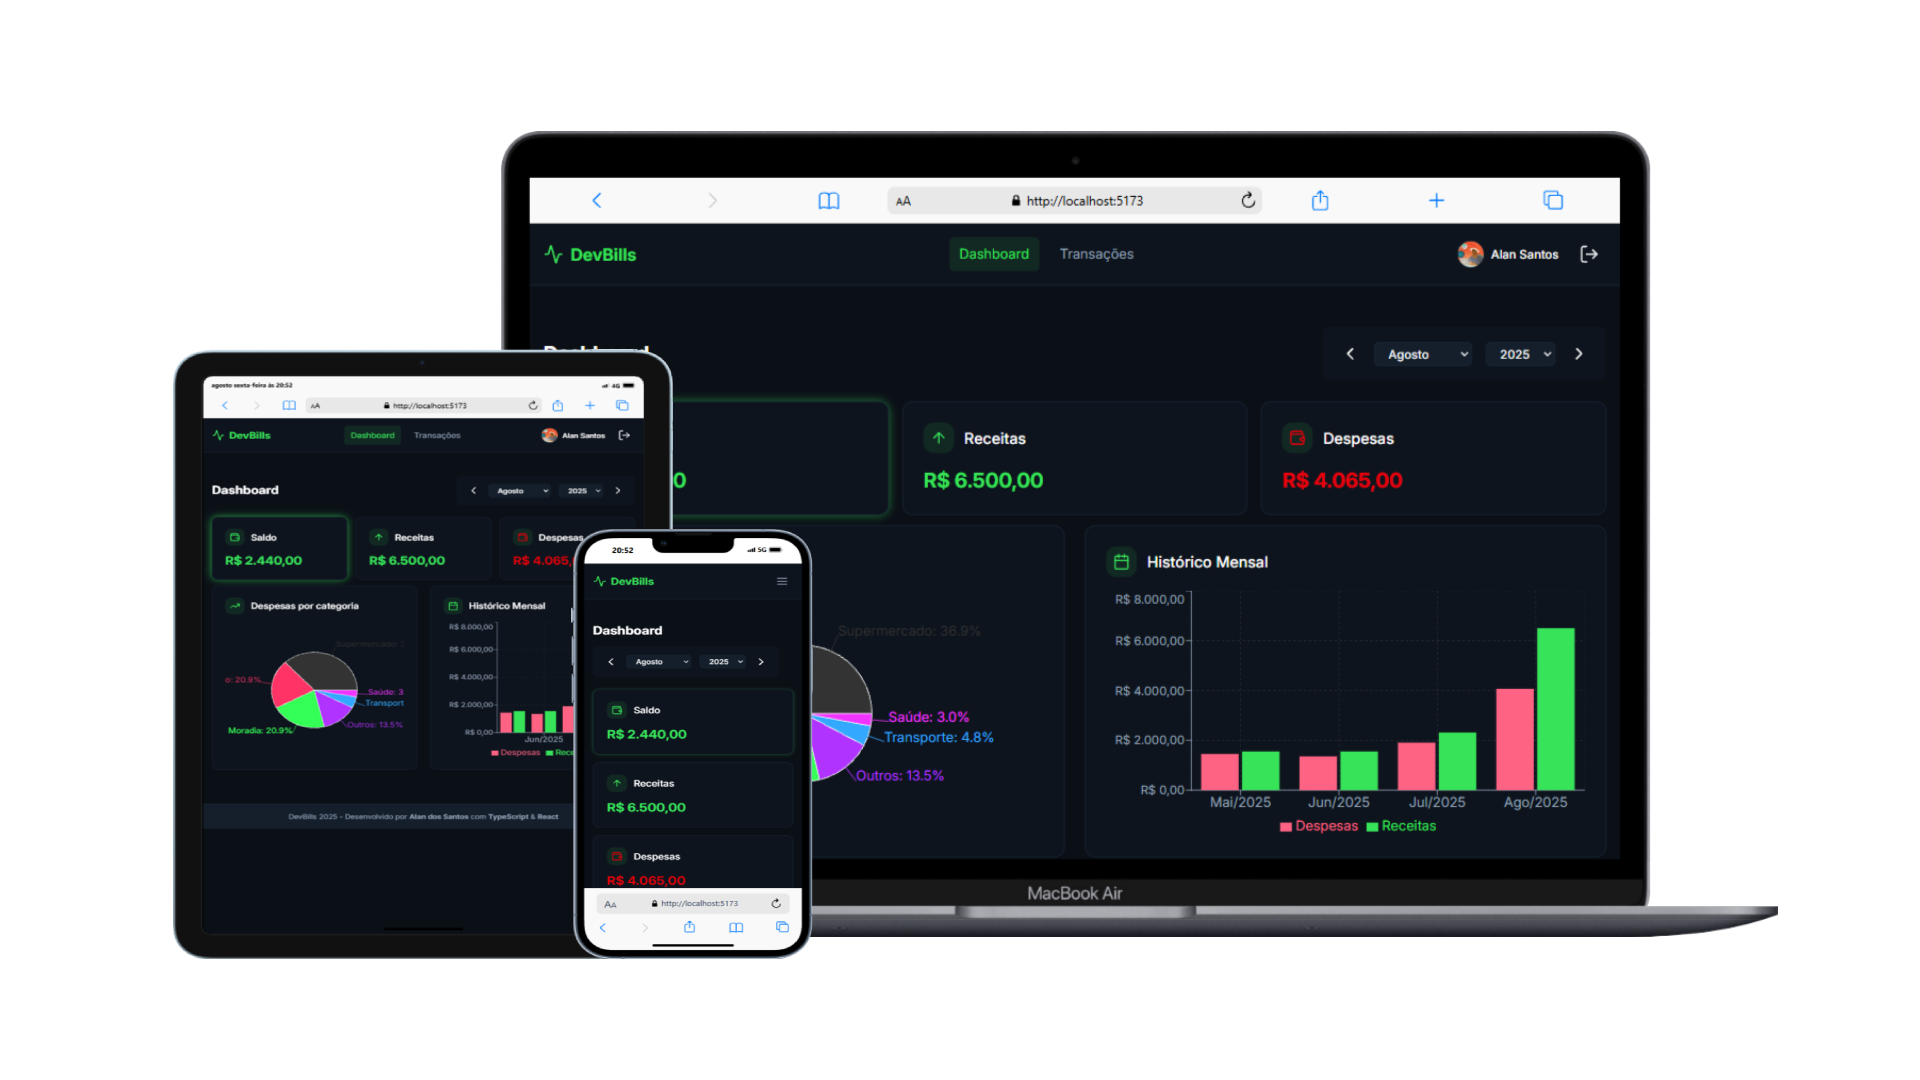 http://localhost:5173
DevBills
Dashboard
Transações
Alan Santos
Dashboard
Agosto
2025
0
Receitas
R$ 6.500,00
Despesas
R$ 4.065,00
Supermercado: 36.9%
Saúde: 3.0%
Transporte: 4.8%
Outros: 13.5%
Histórico Mensal
R$ 8.000,00
R$ 6.000,00
R$ 4.000,00
R$ 2.000,00
R$ 0,00
Mai/2025
Jun/2025
Jul/2025
Ago/2025
Despesas
Receitas
MacBook Air
agosto sexta-feira às 20:52
4G
AA
http://localhost:5173
DevBills
Dashboard
Transações
Alan Santos
Dashboard
Agosto
2025
Saldo
R$ 2.440,00
Receitas
R$ 6.500,00
Despesas
R$ 4.065,
Despesas por categoria
Supermercado: 3
o: 20.9%
Saúde: 3
Transport
Outros: 13.5%
Moradia: 20.9%
Histórico Mensal
R$ 8.000,00
R$ 6.000,00
R$ 4.000,00
R$ 2.000,00
R$ 0,00
Jun/2025
Despesas
Rece
DevBills 2025 - Desenvolvido por Alan dos Santos com TypeScript & React
20:52
5G
DevBills
Dashboard
Agosto
2025
Saldo
R$ 2.440,00
Receitas
R$ 6.500,00
Despesas
R$ 4.065,00
AA
http://localhost:5173